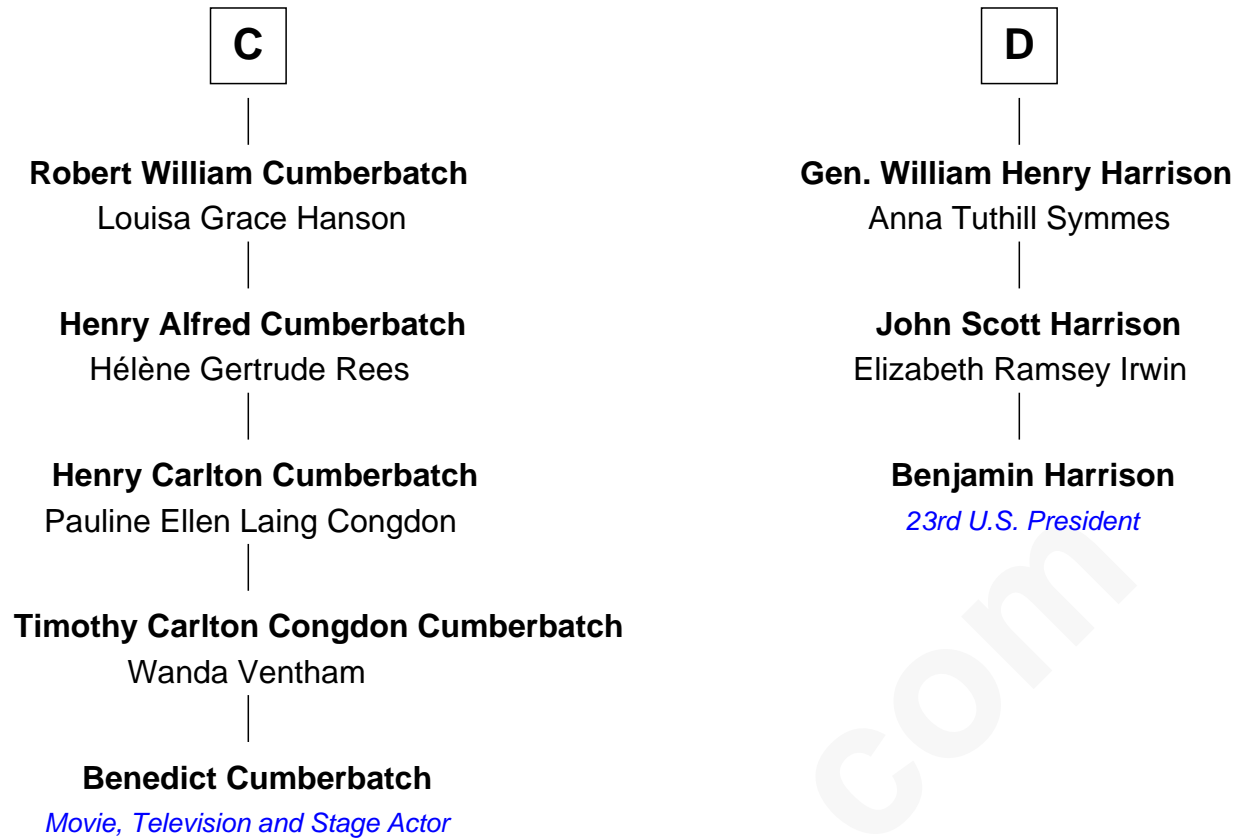 C
Robert William Cumberbatch
Louisa Grace Hanson
Henry Alfred Cumberbatch
Hélène Gertrude Rees
Henry Carlton Cumberbatch
Pauline Ellen Laing Congdon
Timothy Carlton Congdon Cumberbatch
Wanda Ventham
Benedict Cumberbatch
Movie, Television and Stage Actor
D
Gen. William Henry Harrison
Anna Tuthill Symmes
John Scott Harrison
Elizabeth Ramsey Irwin
Benjamin Harrison
23rd U.S. President
com